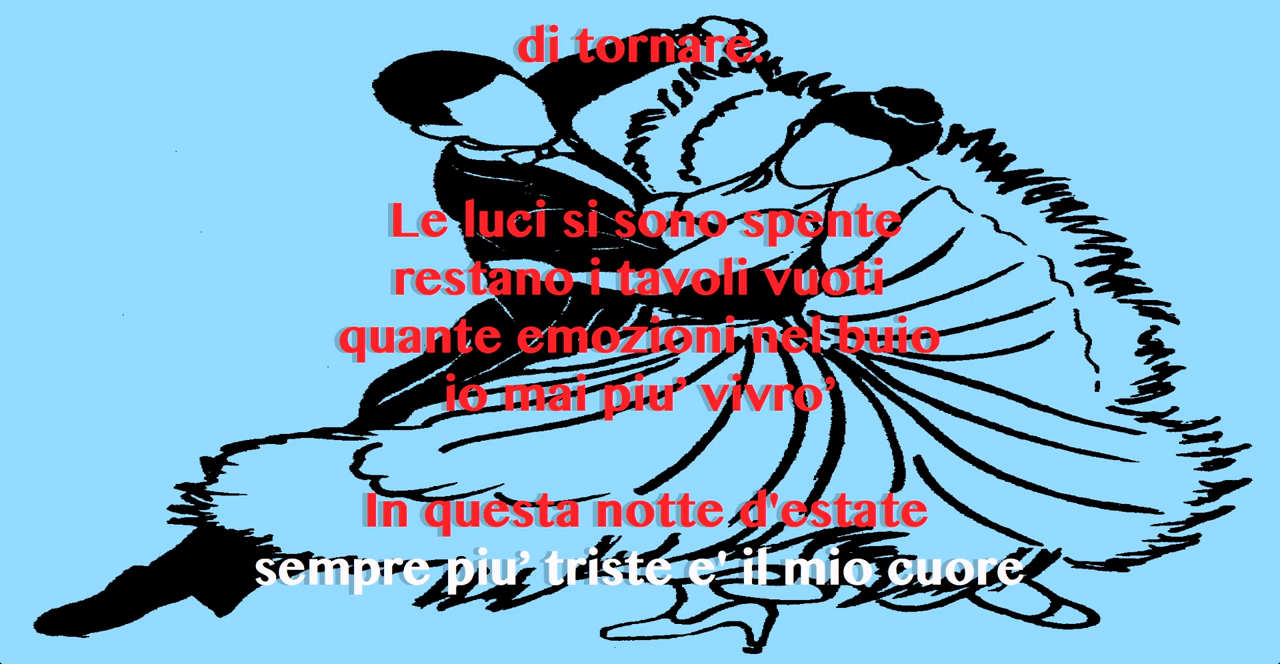 di tornare.
Le luci si sono spente
restano i tavoli vuoti
quante emozioni nel buio
io mai piu’ vivro’
In questa notte d'estate
sempre piu’ triste e' il mio cuore